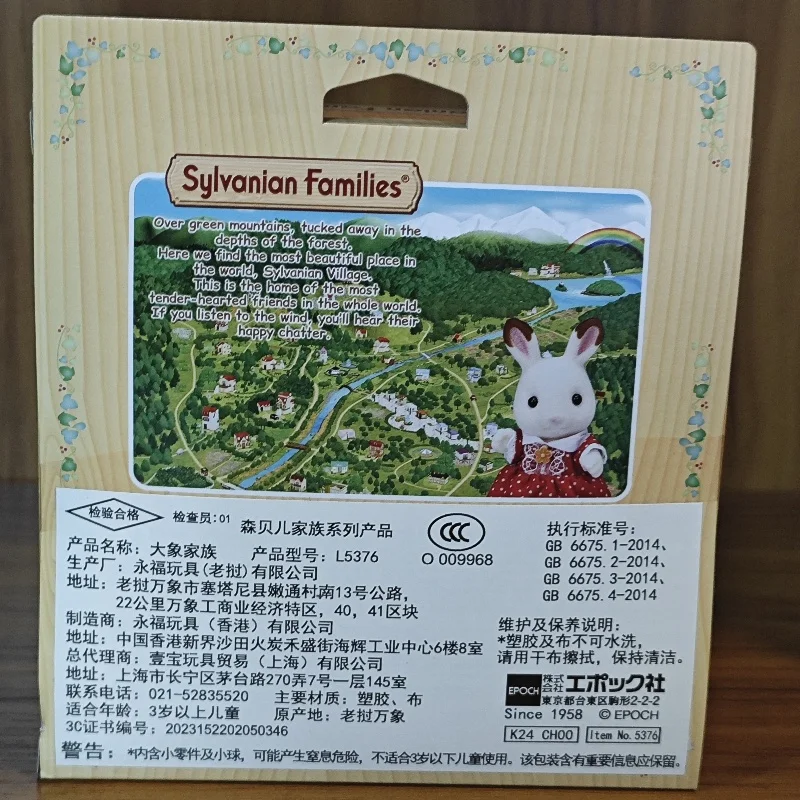 Sylvanian Families®
Over green mountains, tucked away in the
depths of the forest.
Here we find the most beautiful place in
the world, Sylvanian Village.
This is the home of the most
tender-hearted friends in the whole world.
If you listen to the wind, you'll hear their
happy chatter.
检验合格
检查员:01
森贝儿家族系列产品
CCC
O 009968
产品名称: 大象家族 产品型号: L5376
生产厂: 永福玩具(老挝)有限公司
地址: 老挝万象市塞塔尼县嫩通村南13号公路,
22公里万象工商业经济特区, 40, 41区块
制造商: 永福玩具(香港)有限公司
地址: 中国香港新界沙田火炭禾盛街海辉工业中心6楼8室
总代理商: 壹宝玩具贸易(上海)有限公司
地址: 上海市长宁区茅台路270弄7号一层145室
联系电话: 021-52835520 主要材质: 塑胶、布
适合年龄: 3岁以上儿童 原产地: 老挝万象
3C证书编号: 2023152202050346
执行标准号:
GB 6675.1-2014、
GB 6675.2-2014、
GB 6675.3-2014、
GB 6675.4-2014
维护及保养说明:
*塑胶及布不可水洗,
请用干布擦拭, 保持清洁。
EPOCH 株式会社エポック社
東京都台東区駒形2-2-2
Since 1958 © EPOCH
K24 CH00 Item No. 5376
警告: *内含小零件及小球, 可能产生窒息危险, 不适合3岁以下儿童使用。该包装含有重要信息应保留。